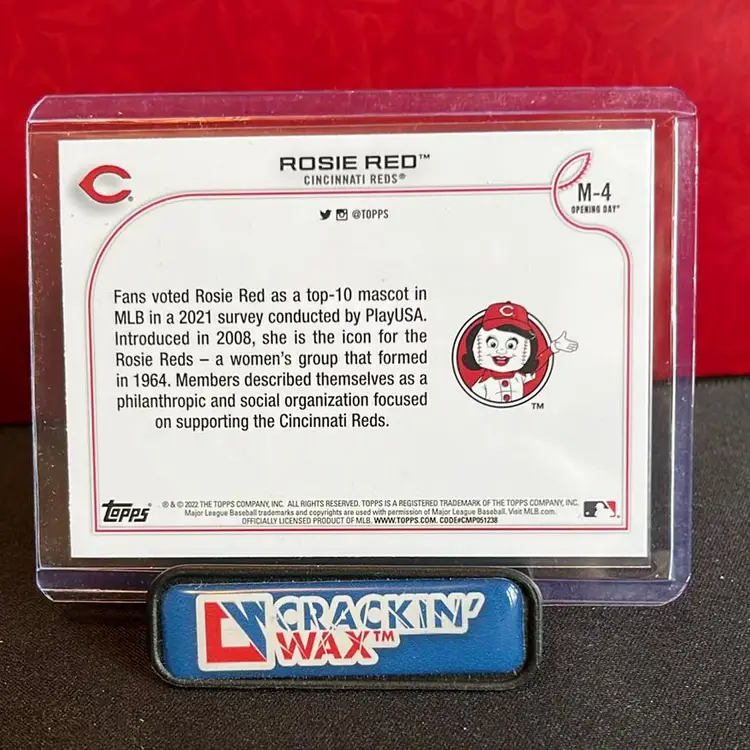 ROSIE RED™
CINCINNATI REDS®
M-4
OPENING DAY®
@TOPPS
Fans voted Rosie Red as a top-10 mascot in
MLB in a 2021 survey conducted by PlayUSA.
Introduced in 2008, she is the icon for the
Rosie Reds – a women's group that formed
in 1964. Members described themselves as a
philanthropic and social organization focused
on supporting the Cincinnati Reds.
C
TM
Topps®
® & © 2022 THE TOPPS COMPANY, INC. ALL RIGHTS RESERVED. TOPPS IS A REGISTERED TRADEMARK OF THE TOPPS COMPANY, INC.
Major League Baseball trademarks and copyrights are used with permission of Major League Baseball. Visit MLB.com.
OFFICIALLY LICENSED PRODUCT OF MLB. WWW.TOPPS.COM. CODE#CMP051238
CRACKIN'
WAX™